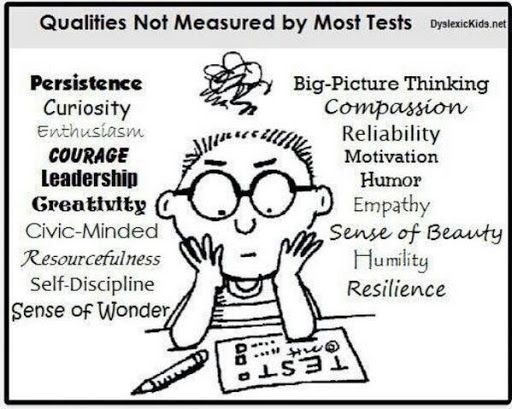 Qualities Not Measured by Most Tests
DyslexicKids.net
Persistence
Curiosity
Enthusiasm
COURAGE
Leadership
Creativity
Civic-Minded
Resourcefulness
Self-Discipline
Sense of Wonder
Big-Picture Thinking
Compassion
Reliability
Motivation
Humor
Empathy
Sense of Beauty
Humility
Resilience
TEST